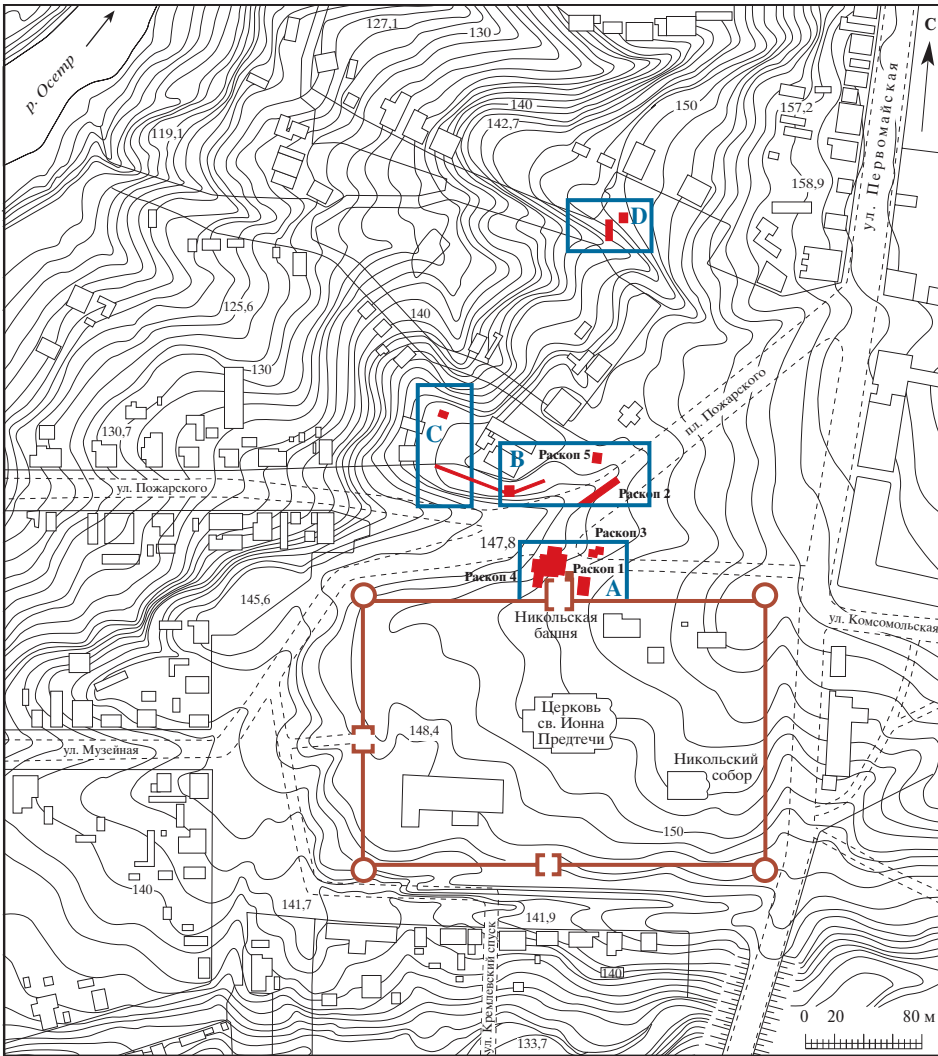 127,1
130
С
р. Осетр
140
150
157,2
142,7
119,1
ул. Первомайская
158,9
D
125,6
140
130
пл. Пожарского
130,7
C
B
Раскоп 5
ул. Пожарского
Раскоп 2
147,8
Раскоп 3
Раскоп 1
Раскоп 4
A
145,6
Никольская
башня
ул. Комсомольская
Церковь
св. Ионна
Предтечи
148,4
ул. Музейная
Никольский
собор
150
140
141,7
141,9
ул. Кремлевский спуск
140
133,7
0 20 80 м